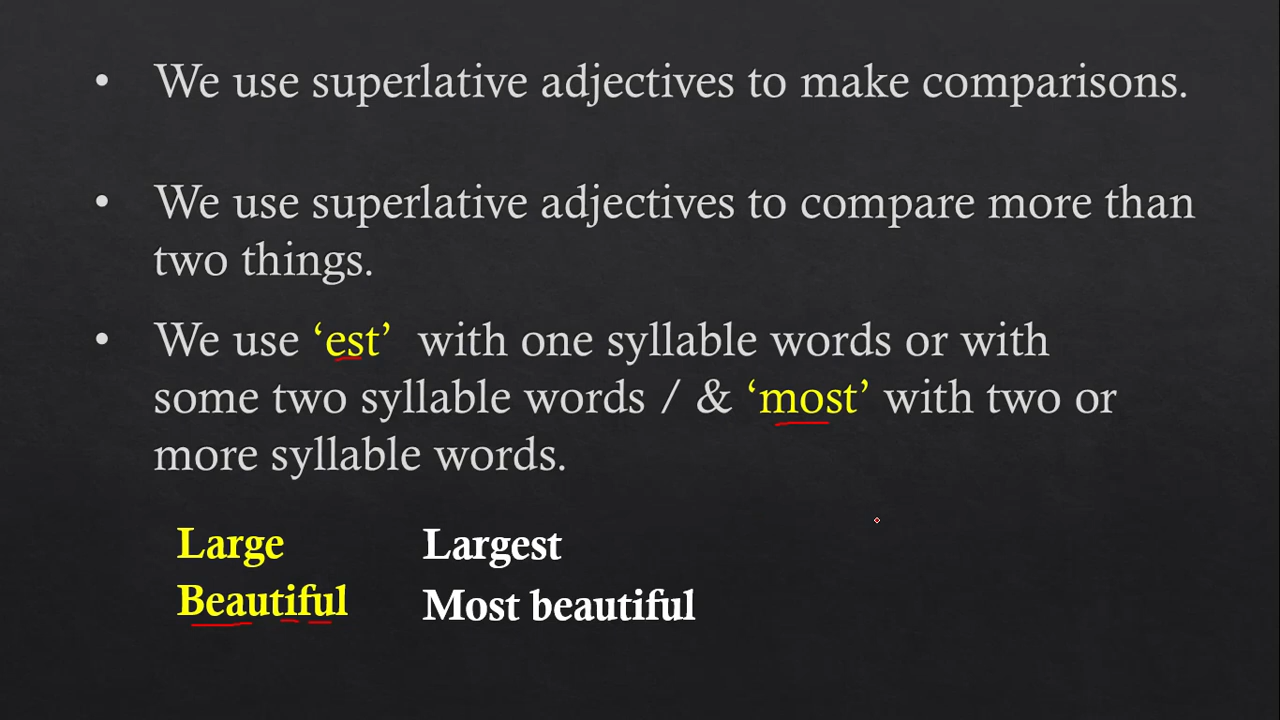 • We use superlative adjectives to make comparisons.
• We use superlative adjectives to compare more than
two things.
• We use ‘est’ with one syllable words or with
some two syllable words / & ‘most’ with two or
more syllable words.
Large Largest
Beautiful Most beautiful